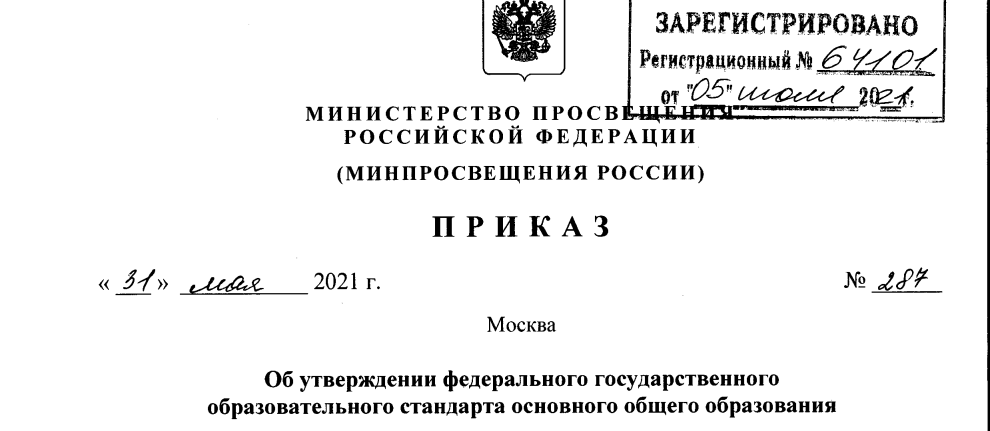 ЗАРЕГИСТРИРОВАНО
Регистрационный № 64101
от "05" июля 2021г.
МИНИСТЕРСТВО ПРОСВЕЩЕНИЯ
РОССИЙСКОЙ ФЕДЕРАЦИИ
(МИНПРОСВЕЩЕНИЯ РОССИИ)
ПРИКАЗ
« 31 » мая 2021 г.
№ 287
Москва
Об утверждении федерального государственного
образовательного стандарта основного общего образования